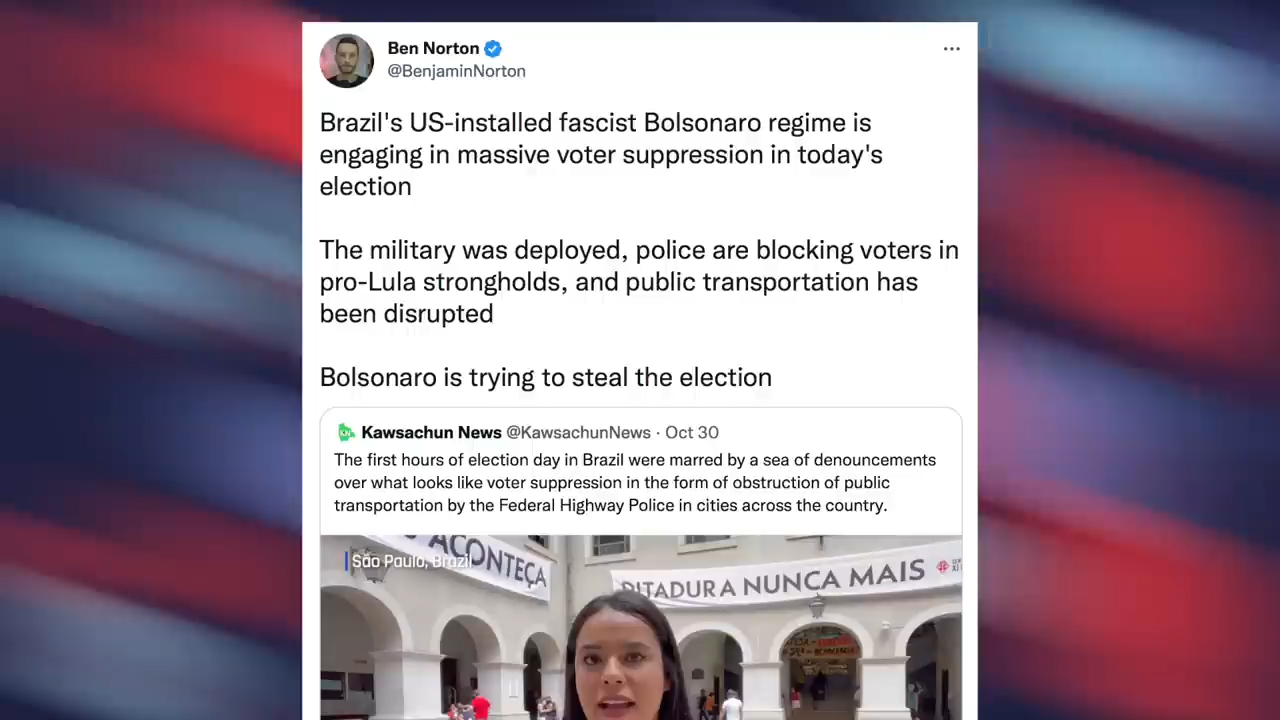 Ben Norton
@BenjaminNorton
Brazil's US-installed fascist Bolsonaro regime is
engaging in massive voter suppression in today's
election
The military was deployed, police are blocking voters in
pro-Lula strongholds, and public transportation has
been disrupted
Bolsonaro is trying to steal the election
Kawsachun News @KawsachunNews · Oct 30
The first hours of election day in Brazil were marred by a sea of denouncements
over what looks like voter suppression in the form of obstruction of public
transportation by the Federal Highway Police in cities across the country.
São Paulo, Brazil
ACONTEÇA
DITADURA NUNCA MAIS